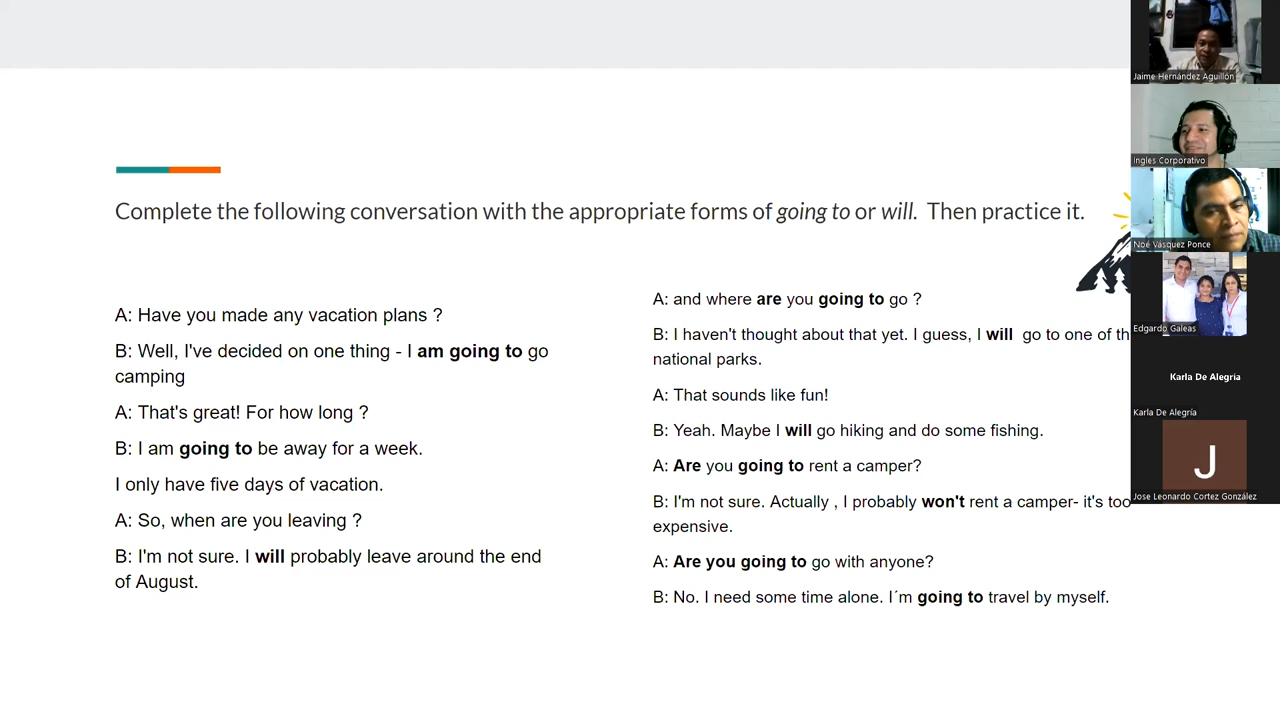 Complete the following conversation with the appropriate forms of going to or will. Then practice it.
A: Have you made any vacation plans ?
B: Well, I've decided on one thing - I am going to go
camping
A: That's great! For how long ?
B: I am going to be away for a week.
I only have five days of vacation.
A: So, when are you leaving ?
B: I'm not sure. I will probably leave around the end
of August.
A: and where are you going to go ?
B: I haven't thought about that yet. I guess, I will  go to one of th
national parks.
A: That sounds like fun!
B: Yeah. Maybe I will go hiking and do some fishing.
A: Are you going to rent a camper?
B: I'm not sure. Actually , I probably won't rent a camper- it's too
expensive.
A: Are you going to go with anyone?
B: No. I need some time alone. I´m going to travel by myself.
Jaime Hernández Aguillón
Ingles Corporativo
Noé Vásquez Ponce
Edgardo Galeas
Karla De Alegría
Karla De Alegría
J
Jose Leonardo Cortez González